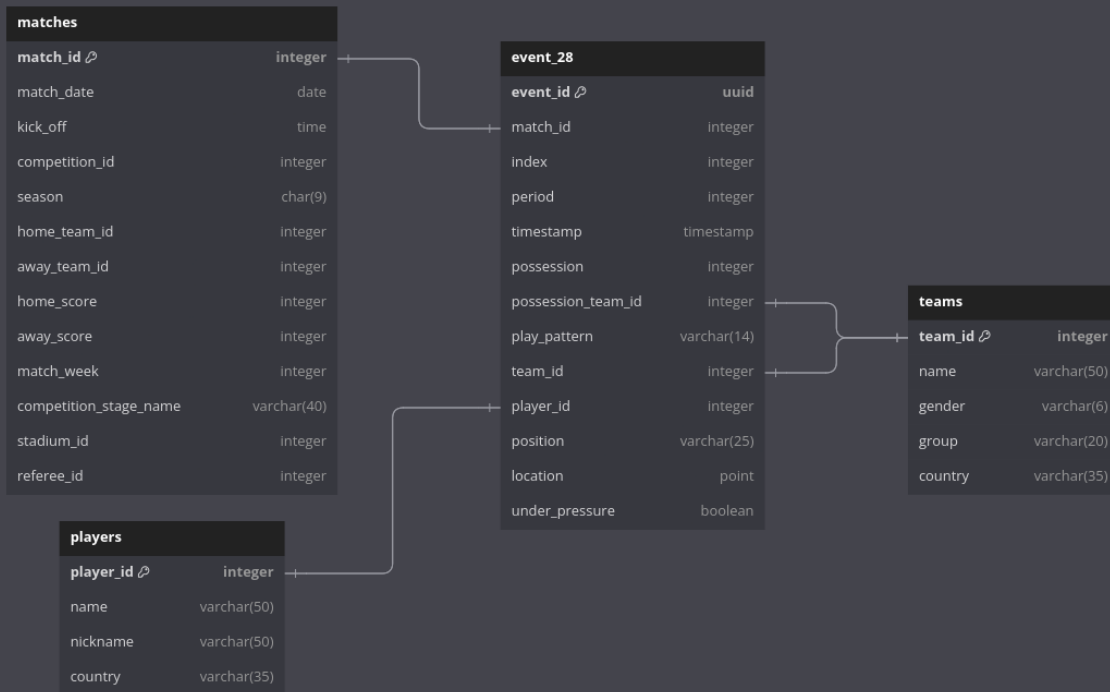 matches
match_id integer
match_date date
kick_off time
competition_id integer
season char(9)
home_team_id integer
away_team_id integer
home_score integer
away_score integer
match_week integer
competition_stage_name varchar(40)
stadium_id integer
referee_id integer
players
player_id integer
name varchar(50)
nickname varchar(50)
country varchar(35)
event_28
event_id uuid
match_id integer
index integer
period integer
timestamp timestamp
possession integer
possession_team_id integer
play_pattern varchar(14)
team_id integer
player_id integer
position varchar(25)
location point
under_pressure boolean
teams
team_id integer
name varchar(50)
gender varchar(6)
group varchar(20)
country varchar(35)